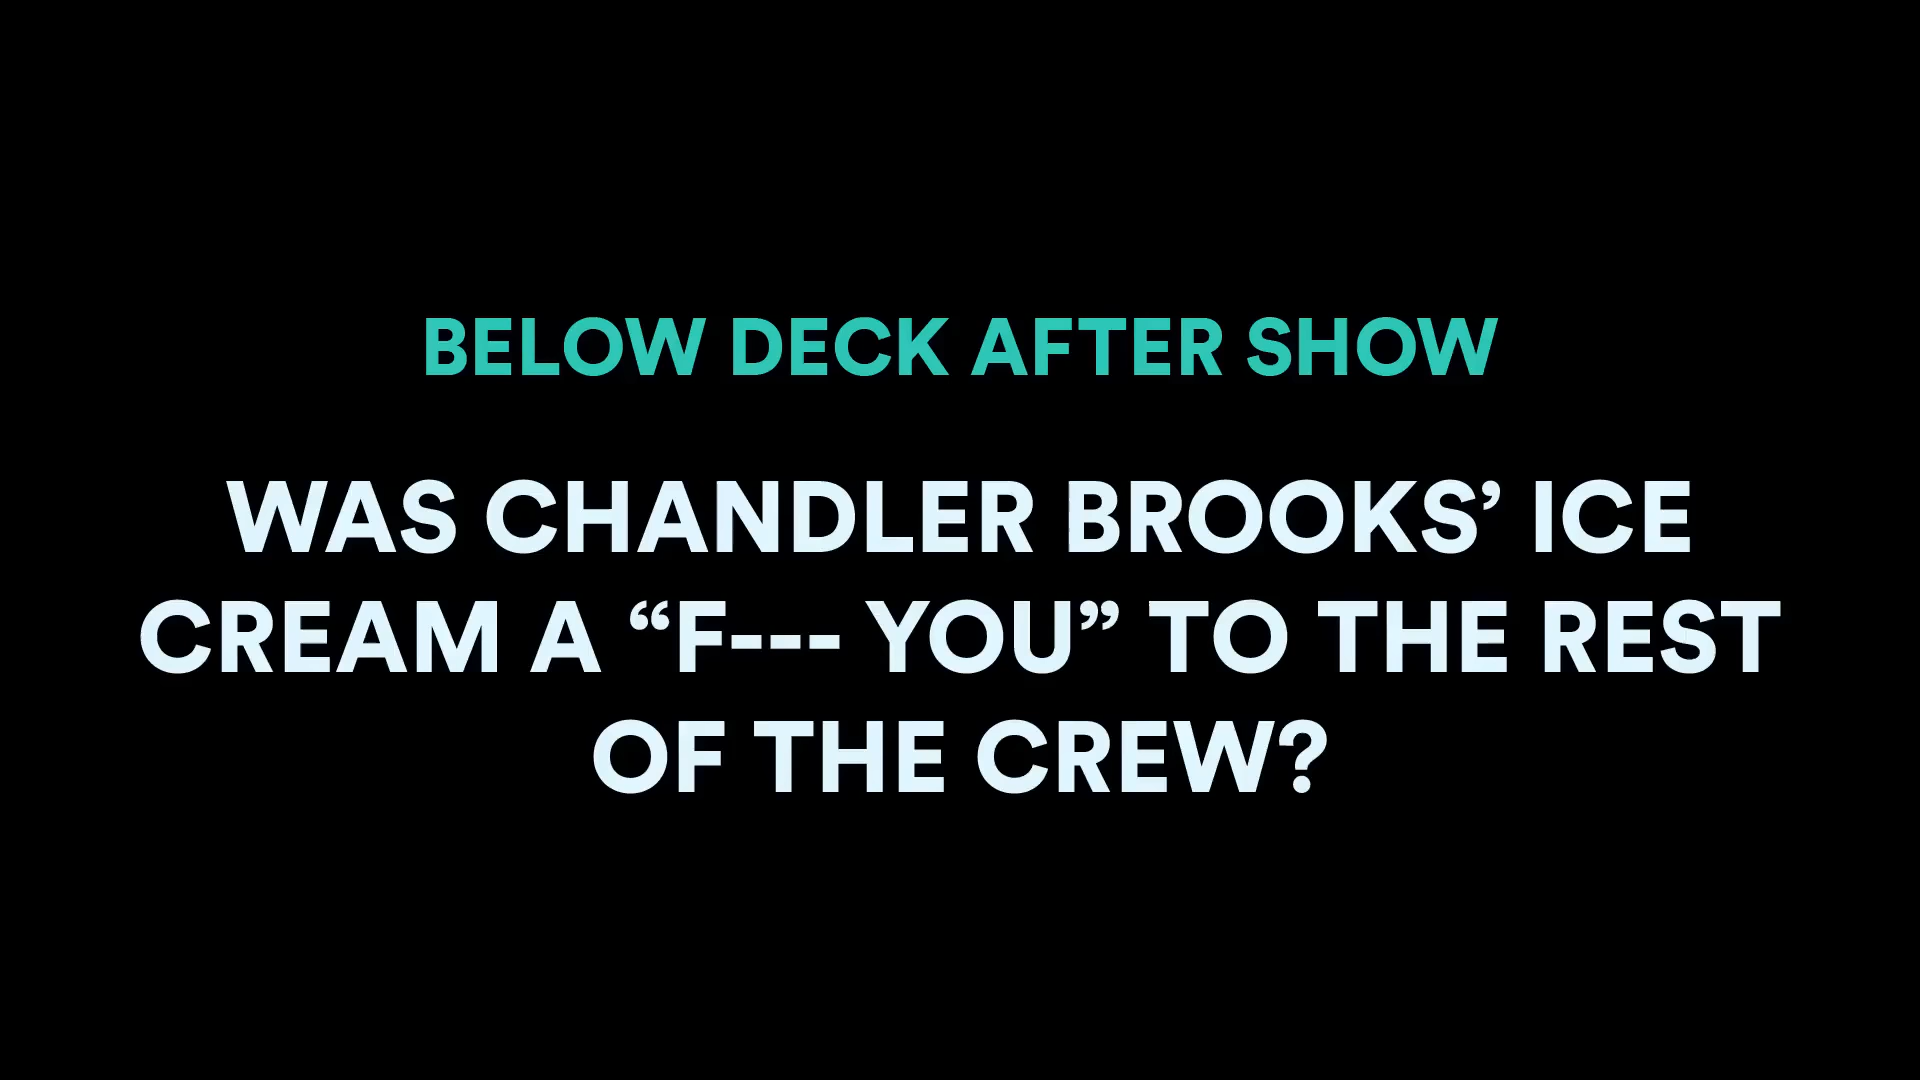 BELOW DECK AFTER SHOW
WAS CHANDLER BROOKS’ ICE
CREAM A “F--- YOU” TO THE REST
OF THE CREW?